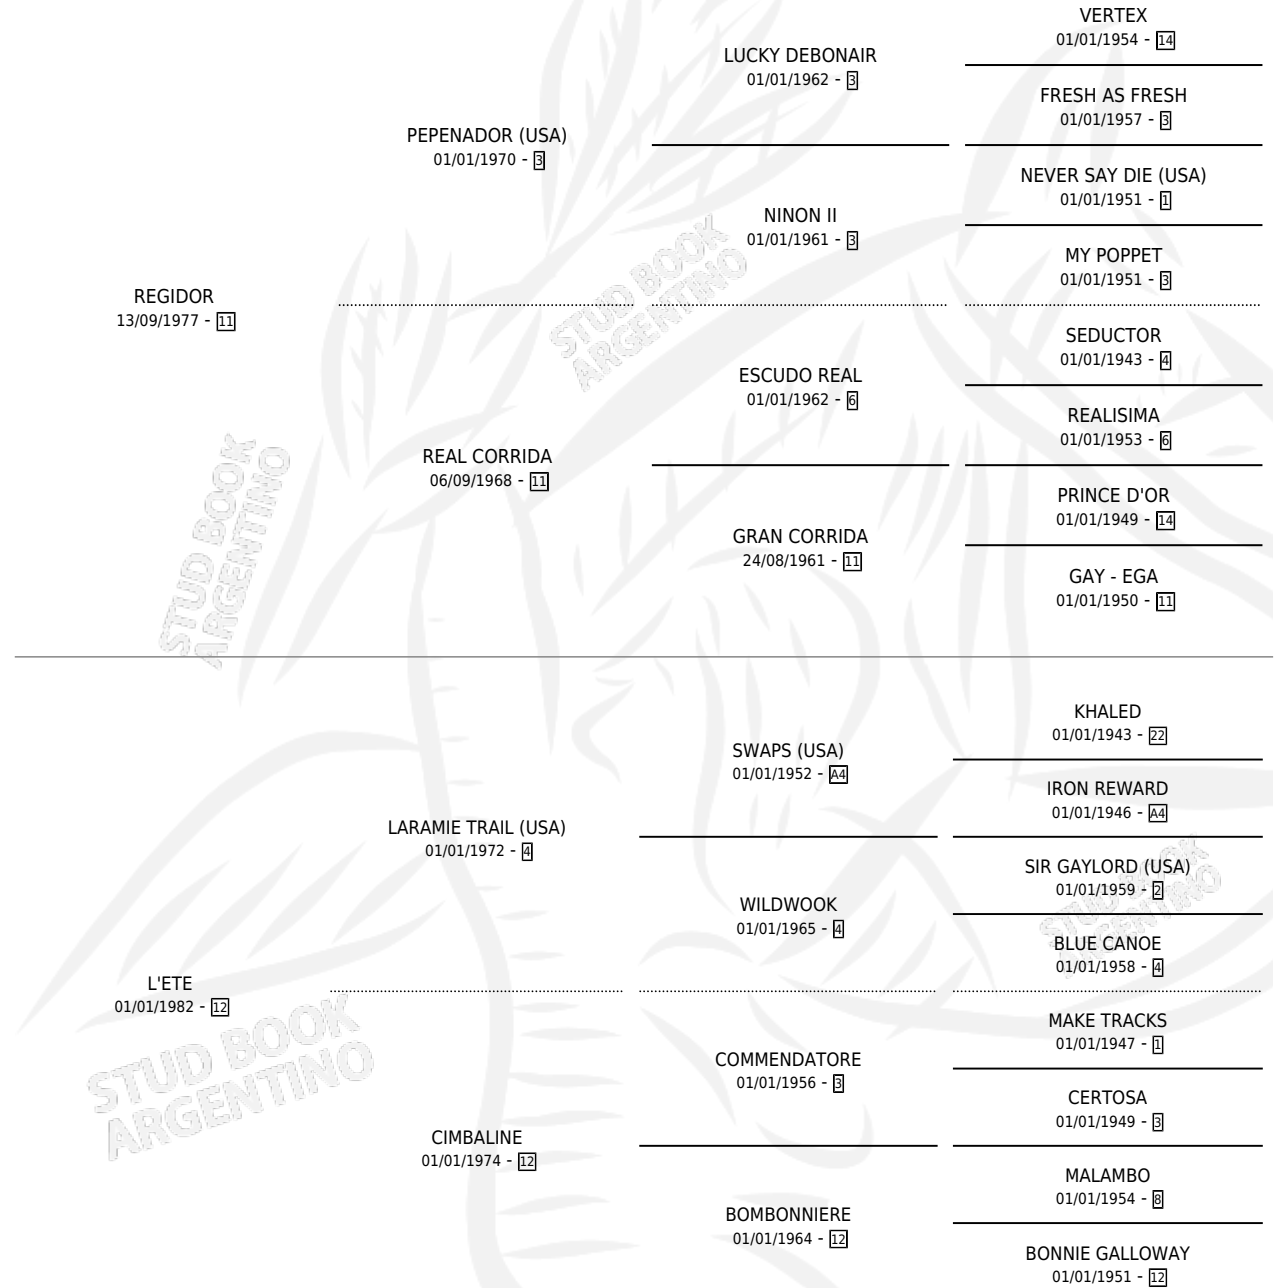 VERTEX
01/01/1954 - 14
LUCKY DEBONAIR
01/01/1962 - 3
FRESH AS FRESH
01/01/1957 - 3
PEPENADOR (USA)
01/01/1970 - 3
NEVER SAY DIE (USA)
01/01/1951 - 1
NINON II
01/01/1961 - 3
MY POPPET
01/01/1951 - 3
REGIDOR
13/09/1977 - 11
SEDUCTOR
01/01/1943 - 4
ESCUDO REAL
01/01/1962 - 6
REALISIMA
01/01/1953 - 6
REAL CORRIDA
06/09/1968 - 11
PRINCE D'OR
01/01/1949 - 14
GRAN CORRIDA
24/08/1961 - 11
GAY - EGA
01/01/1950 - 11
KHALED
01/01/1943 - 22
SWAPS (USA)
01/01/1952 - A4
IRON REWARD
01/01/1946 - A4
LARAMIE TRAIL (USA)
01/01/1972 - 4
SIR GAYLORD (USA)
01/01/1959 - 2
WILDWOOK
01/01/1965 - 4
BLUE CANOE
01/01/1958 - 4
L'ETE
01/01/1982 - 12
MAKE TRACKS
01/01/1947 - 1
COMMENDATORE
01/01/1956 - 3
CERTOSA
01/01/1949 - 3
CIMBALINE
01/01/1974 - 12
MALAMBO
01/01/1954 - 8
BOMBONNIERE
01/01/1964 - 12
BONNIE GALLOWAY
01/01/1951 - 12
STUD BOOK
ARGENTINO
STUD BOOK
ARGENTINO
STUD BOOK
ARGENTINO
STUD BOOK
ARGENTINO